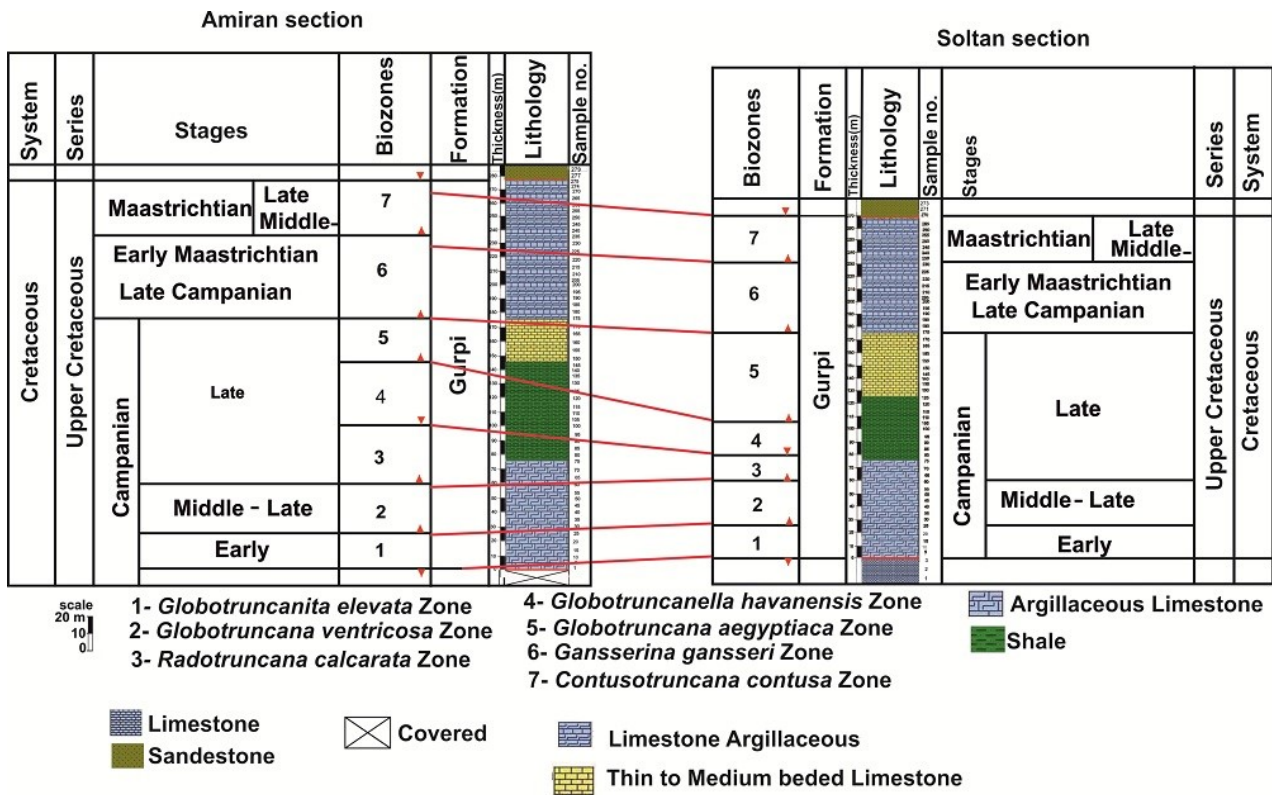 Amiran section
System
Series
Stages
Biozones
Formation
Thickness(m)
Lithology
Sample no.
Cretaceous
Upper Cretaceous
Maastrichtian
Late
Middle-
Early Maastrichtian
Late Campanian
Campanian
Late
Middle - Late
Early
7
6
5
4
3
2
1
Gurpi
Soltan section
Biozones
Formation
Thickness(m)
Lithology
Sample no.
Stages
Series
System
7
6
5
4
3
2
1
Gurpi
Maastrichtian
Late
Middle-
Early Maastrichtian
Late Campanian
Campanian
Late
Middle - Late
Early
Upper Cretaceous
Cretaceous
scale
20 m
10
0
1- Globotruncanita elevata Zone
2- Globotruncana ventricosa Zone
3- Radotruncana calcarata Zone
4- Globotruncanella havanensis Zone
5- Globotruncana aegyptiaca Zone
6- Gansserina gansseri Zone
7- Contusotruncana contusa Zone
Argillaceous Limestone
Shale
Limestone
Sandestone
Covered
Limestone Argillaceous
Thin to Medium beded Limestone